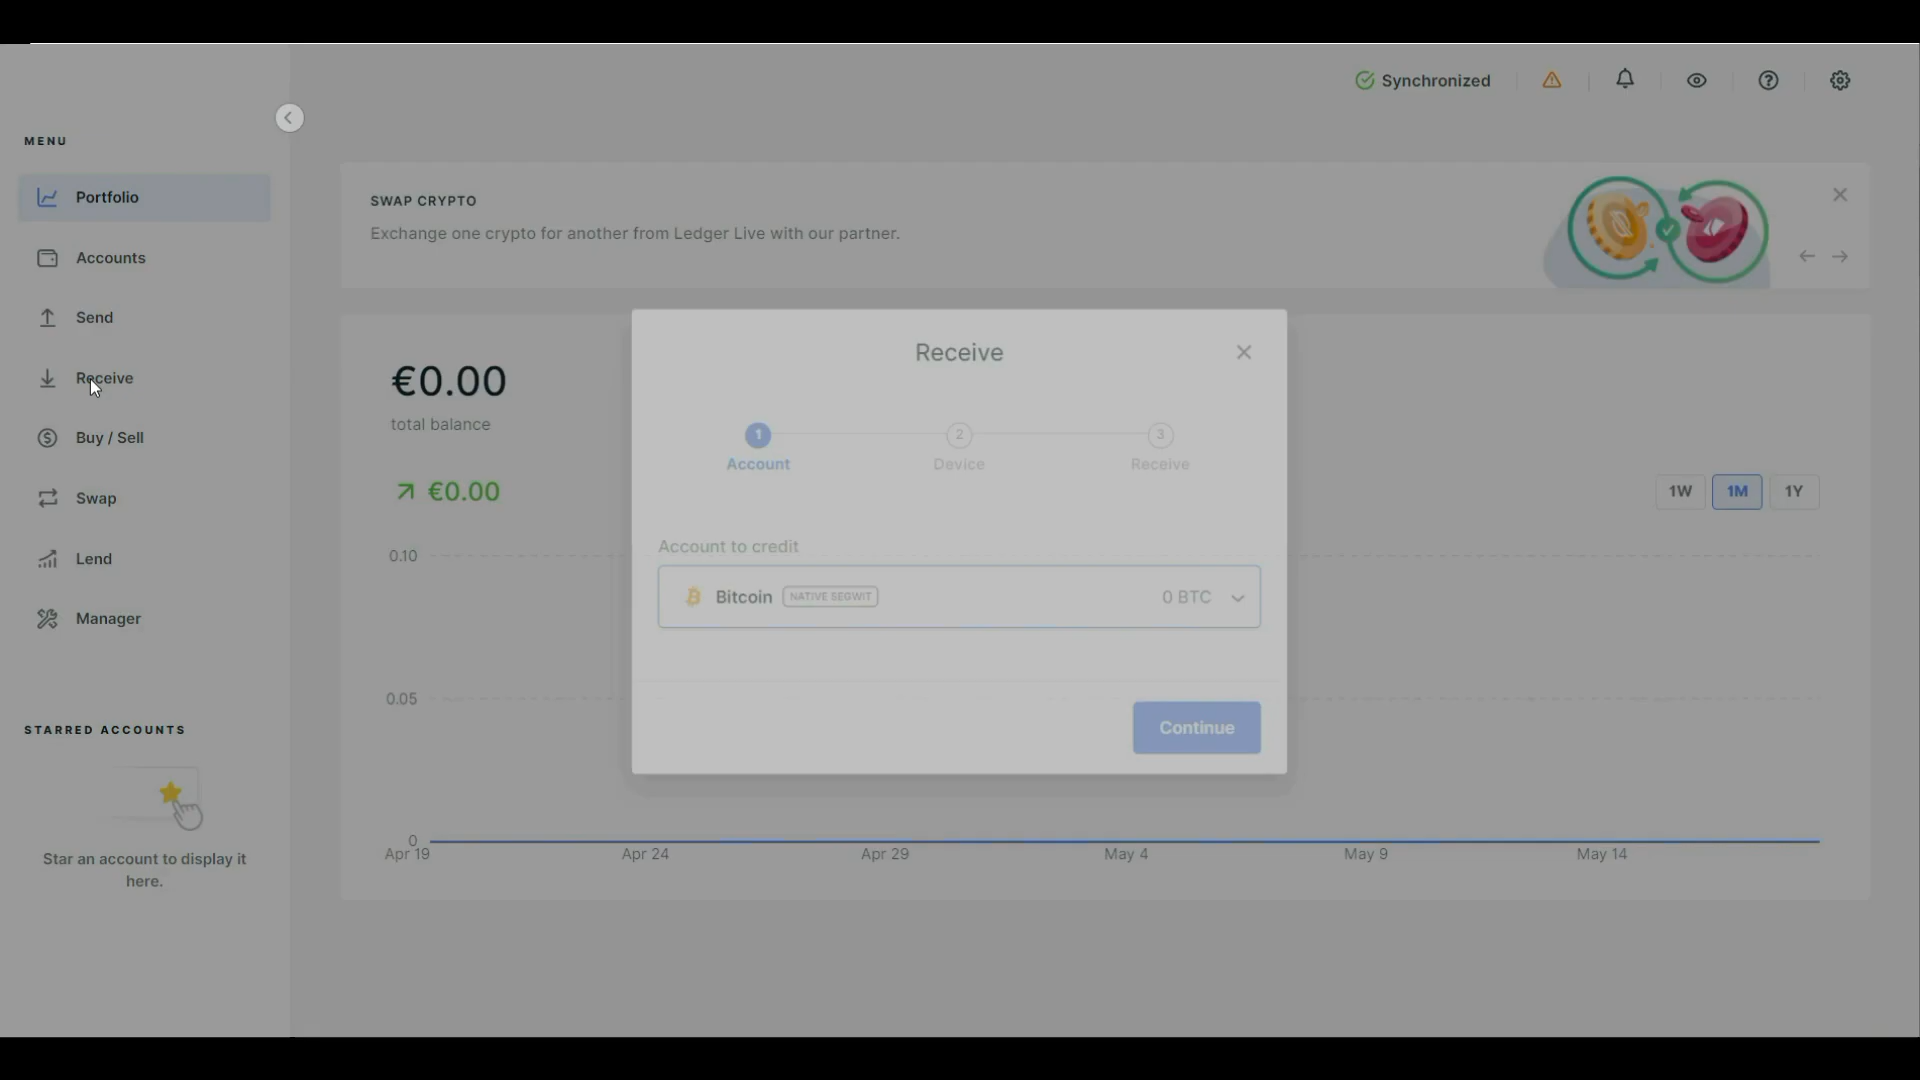 Synchronized
MENU
Portfolio
Accounts
Send
Receive
Buy / Sell
Swap
Lend
Manager
STARRED ACCOUNTS
Star an account to display it
here.
SWAP CRYPTO
Exchange one crypto for another from Ledger Live with our partner.
€0.00
total balance
€0.00
1W 1M 1Y
0.10
0.05
0
Apr 19 Apr 24 Apr 29 May 4 May 9 May 14
Receive
1 2 3
Account Device Receive
Account to credit
Bitcoin NATIVE SEGWIT 0 BTC
Continue